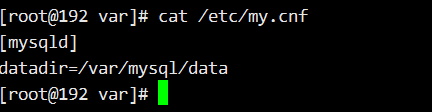 [root@192 var]# cat /etc/my.cnf
[mysqld]
datadir=/var/mysql/data
[root@192 var]#